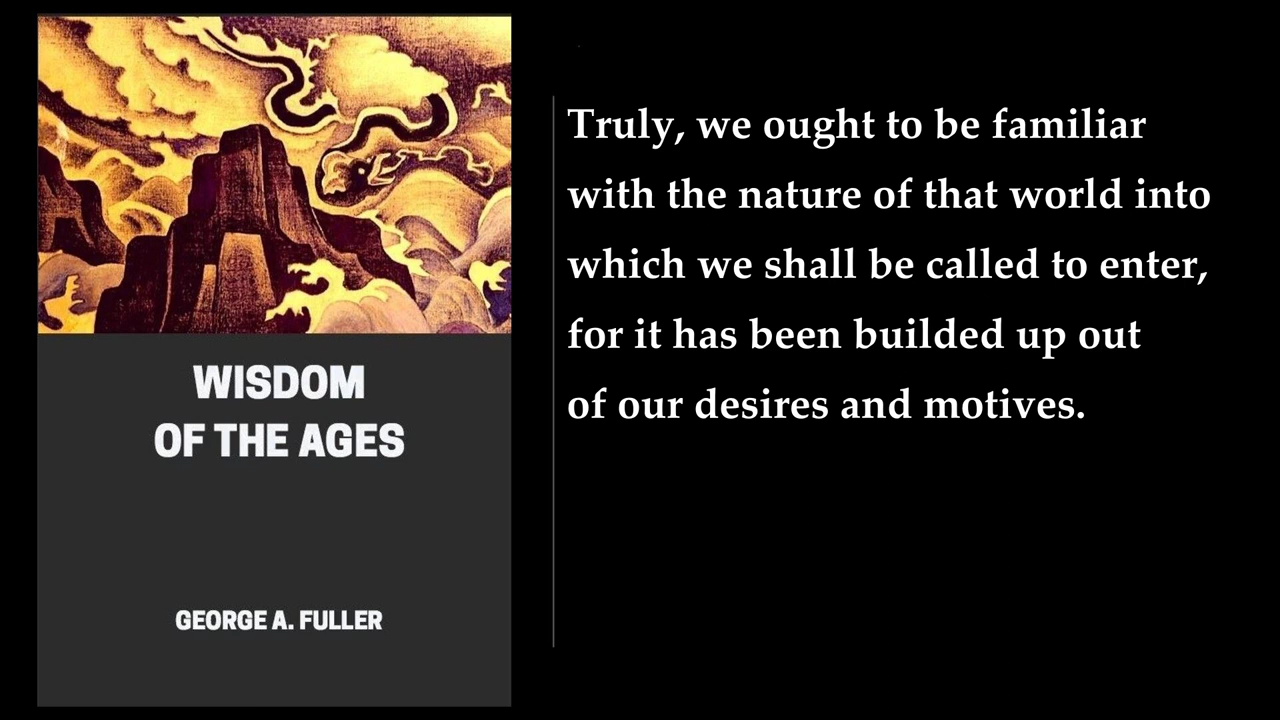 WISDOM
OF THE AGES
GEORGE A. FULLER
Truly, we ought to be familiar
with the nature of that world into
which we shall be called to enter,
for it has been builded up out
of our desires and motives.